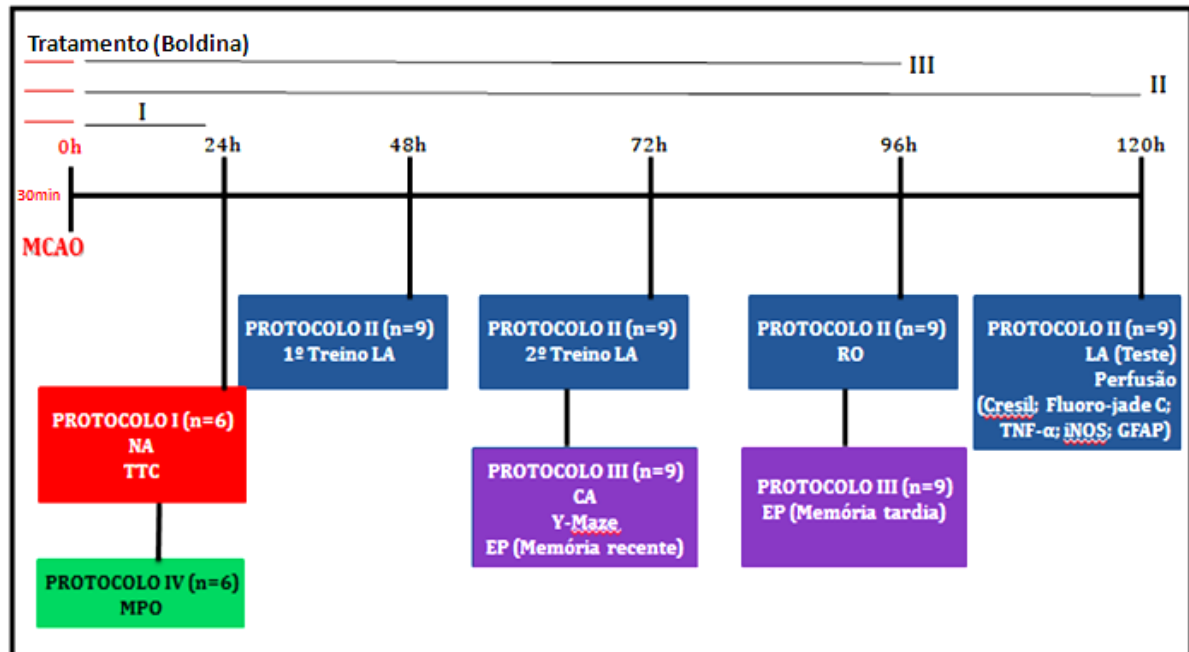 Tratamento (Boldina)
III
II
I
0h
24h
48h
72h
96h
120h
30min
MCAO
PROTOCOLO II (n=9)
1º Treino LA
PROTOCOLO II (n=9)
2º Treino LA
PROTOCOLO II (n=9)
RO
PROTOCOLO II (n=9)
LA (Teste)
Perfusão
(Cresil; Fluoro-jade C;
TNF-α; iNOS; GFAP)
PROTOCOLO I (n=6)
NA
TTC
PROTOCOLO III (n=9)
CA
Y-Maze
EP (Memória recente)
PROTOCOLO III (n=9)
EP (Memória tardia)
PROTOCOLO IV (n=6)
MPO